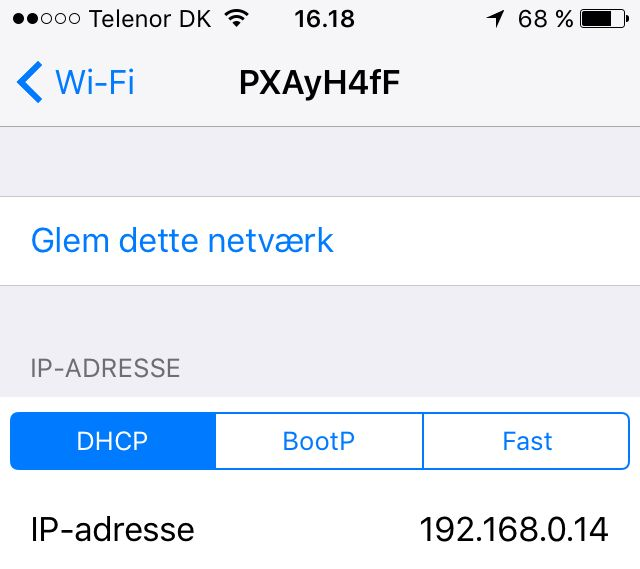 Telenor DK 16.18 68 %
Wi-Fi PXAyH4fF
Glem dette netværk
IP-ADRESSE
DHCP BootP Fast
IP-adresse 192.168.0.14